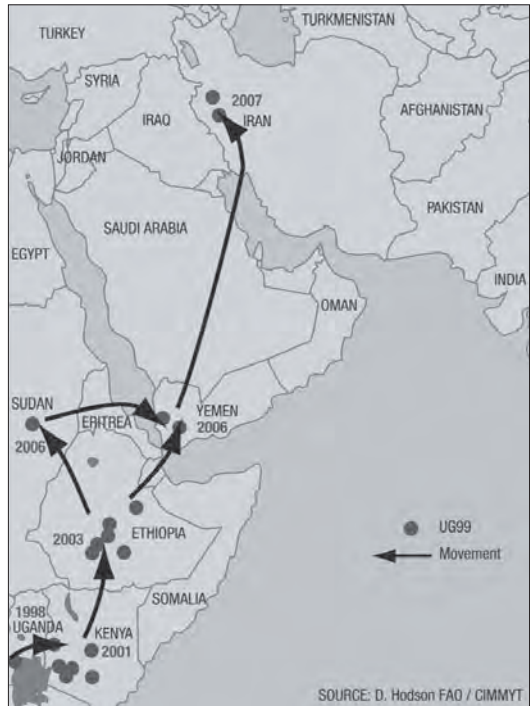 TURKEY
TURKMENISTAN
SYRIA
2007
IRAQ
IRAN
AFGHANISTAN
JORDAN
PAKISTAN
SAUDI ARABIA
EGYPT
INDIA
OMAN
SUDAN
YEMEN
2006
ERITREA
2006
2003
ETHIOPIA
UG99
Movement
SOMALIA
1998
UGANDA
KENYA
2001
SOURCE: D. Hodson FAO / CIMMYT